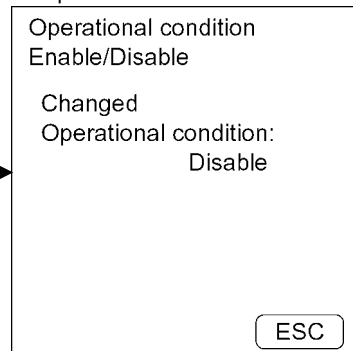 Operational condition
Enable/Disable
Changed
Operational condition:
Disable
ESC